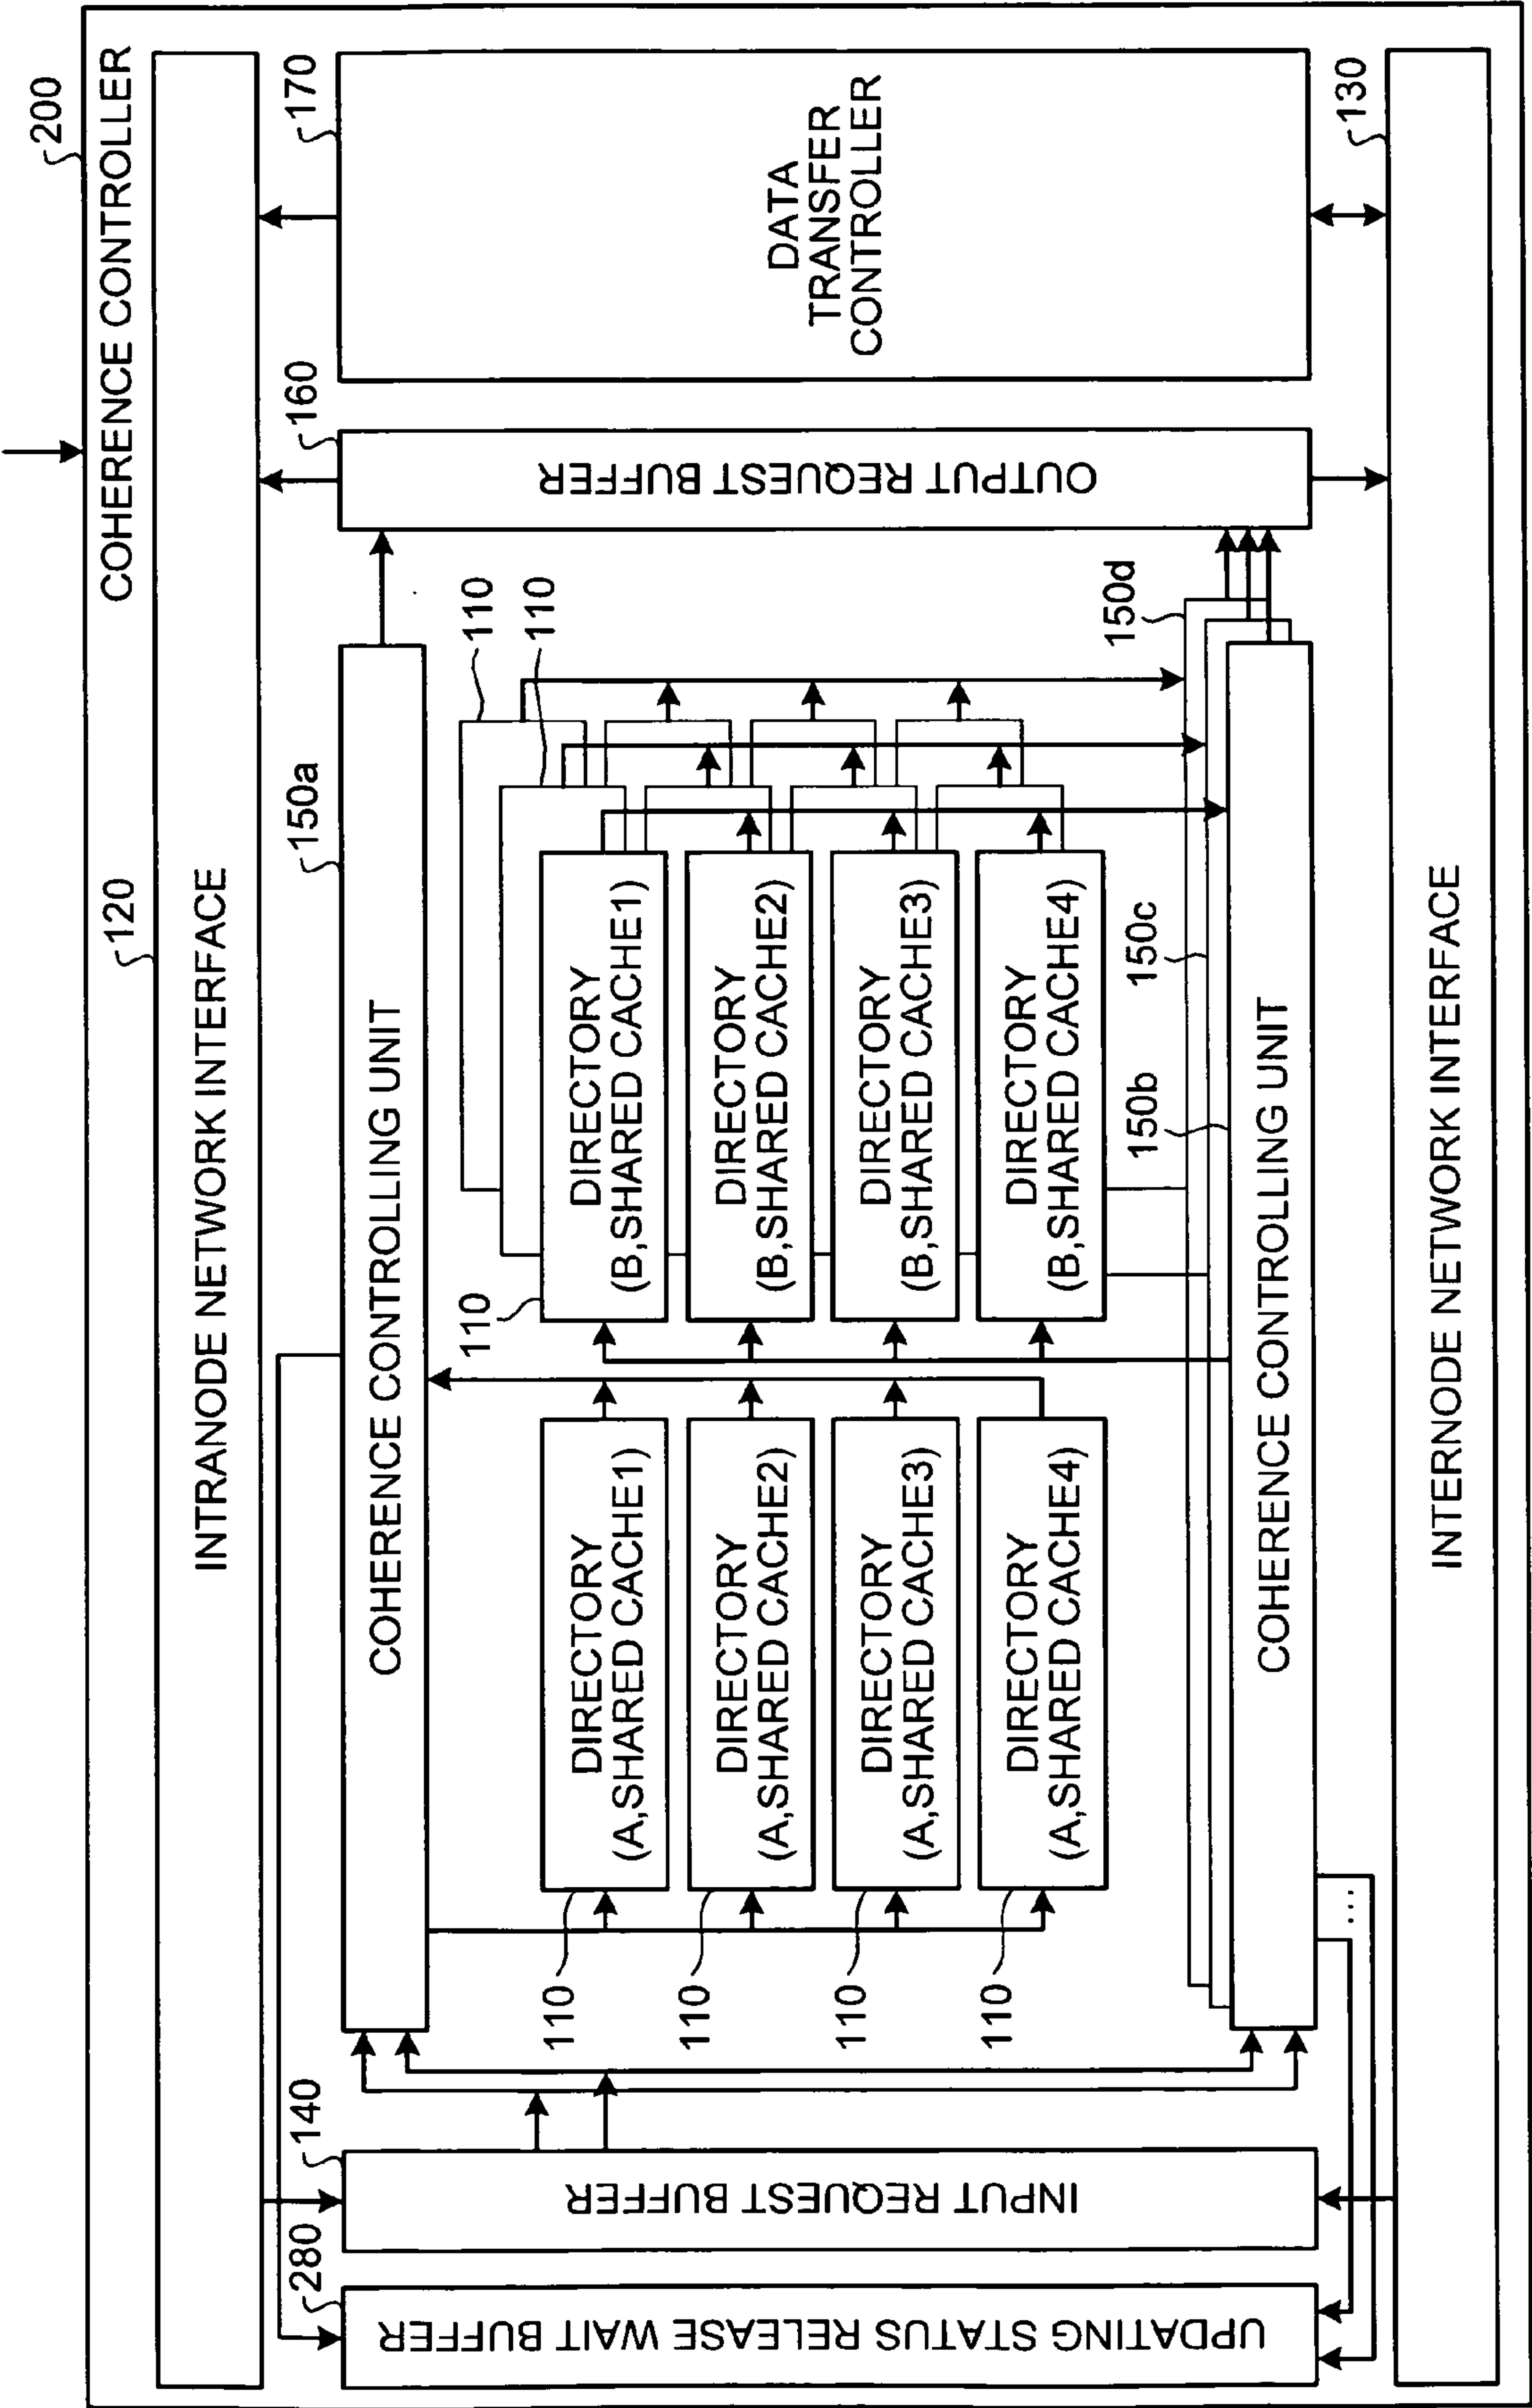 200
COHERENCE CONTROLLER
120
INTRANODE NETWORK INTERFACE
280
UPDATING STATUS RELEASE WAIT BUFFER
140
INPUT REQUEST BUFFER
150a
COHERENCE CONTROLLING UNIT
110
DIRECTORY
(A,SHARED CACHE1)
110
DIRECTORY
(A,SHARED CACHE2)
110
DIRECTORY
(A,SHARED CACHE3)
110
DIRECTORY
(A,SHARED CACHE4)
110
110
110
DIRECTORY
(B,SHARED CACHE1)
DIRECTORY
(B,SHARED CACHE2)
DIRECTORY
(B,SHARED CACHE3)
DIRECTORY
(B,SHARED CACHE4)
150b
150c
150d
COHERENCE CONTROLLING UNIT
...
160
OUTPUT REQUEST BUFFER
170
DATA
TRANSFER
CONTROLLER
130
INTERNODE NETWORK INTERFACE